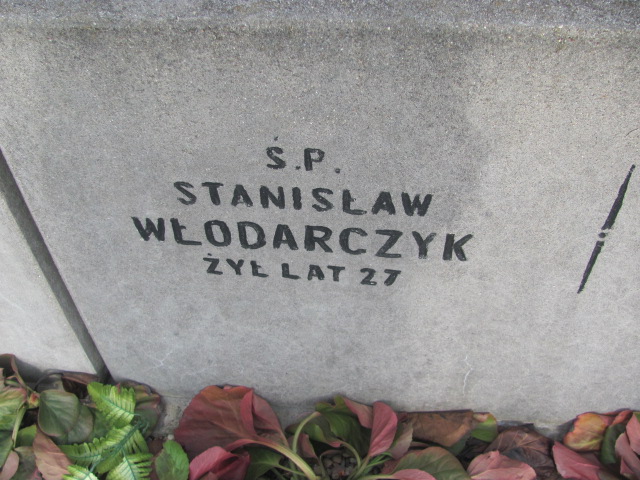 Ś.P.
STANISŁAW
WŁODARCZYK
ŻYŁ LAT 27